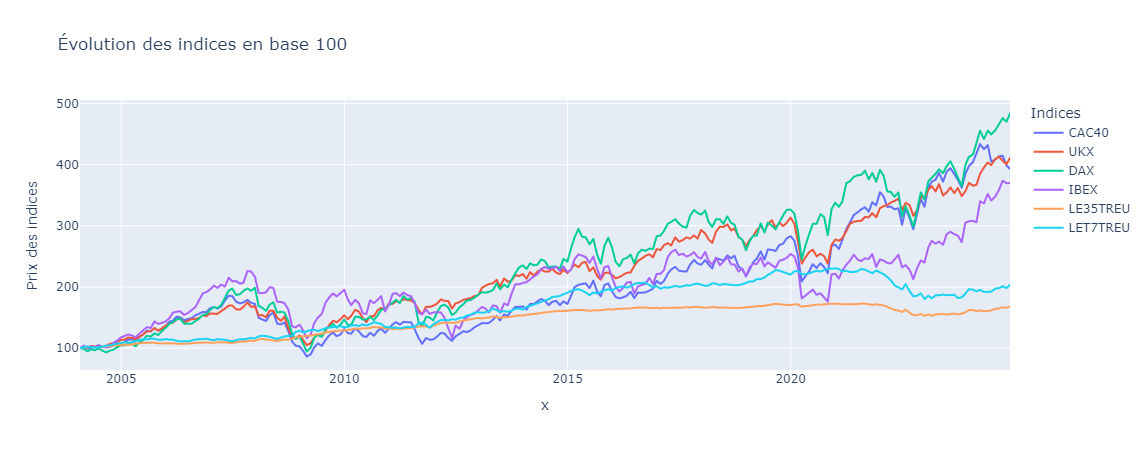 Évolution des indices en base 100
Prix des indices
500
400
300
200
100
2005
2010
2015
2020
x
Indices
CAC40
UKX
DAX
IBEX
LE35TREU
LET7TREU